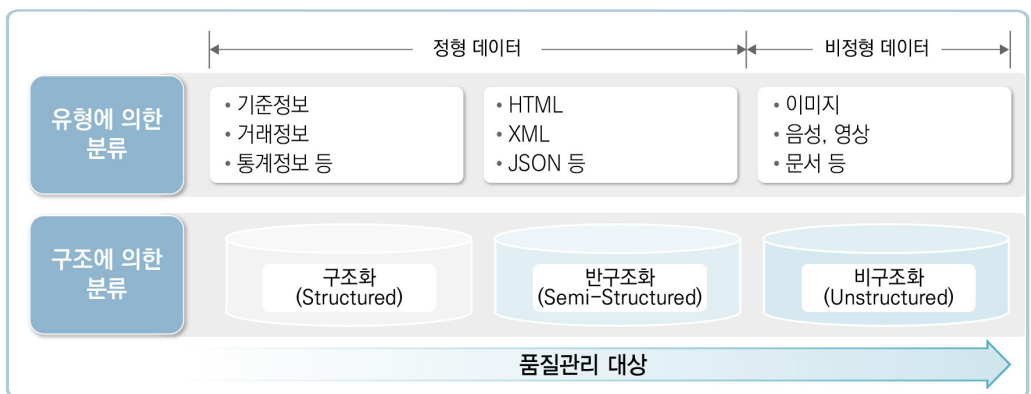 정형 데이터
비정형 데이터
유형에 의한
분류
• 기준정보
• 거래정보
• 통계정보 등
• HTML
• XML
• JSON 등
• 이미지
• 음성, 영상
• 문서 등
구조에 의한
분류
구조화
(Structured)
반구조화
(Semi-Structured)
비구조화
(Unstructured)
품질관리 대상